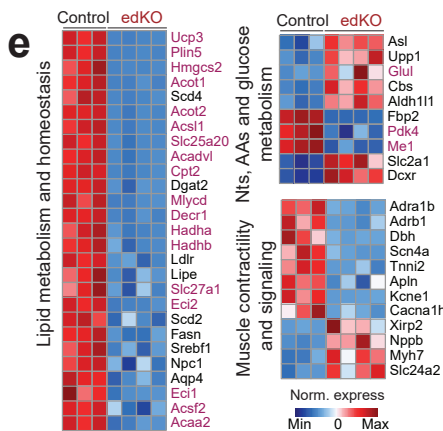 e
Control edKO
Lipid metabolism and homeostasis
Ucp3
Plin5
Hmgcs2
Acot1
Scd4
Acot2
Acsl1
Slc25a20
Acadvl
Cpt2
Dgat2
Mlycd
Decr1
Hadha
Hadhb
Ldlr
Lipe
Slc27a1
Eci2
Scd2
Fasn
Srebf1
Npc1
Aqp4
Eci1
Acsf2
Acaa2
Control edKO
Nts, AAs and glucose
metabolism
Asl
Upp1
Glul
Cbs
Aldh1l1
Fbp2
Pdk4
Me1
Slc2a1
Dcxr
Muscle contractility
and signaling
Adra1b
Adrb1
Dbh
Scn4a
Tnni2
Apln
Kcne1
Cacna1h
Xirp2
Nppb
Myh7
Slc24a2
Norm. express
Min 0 Max